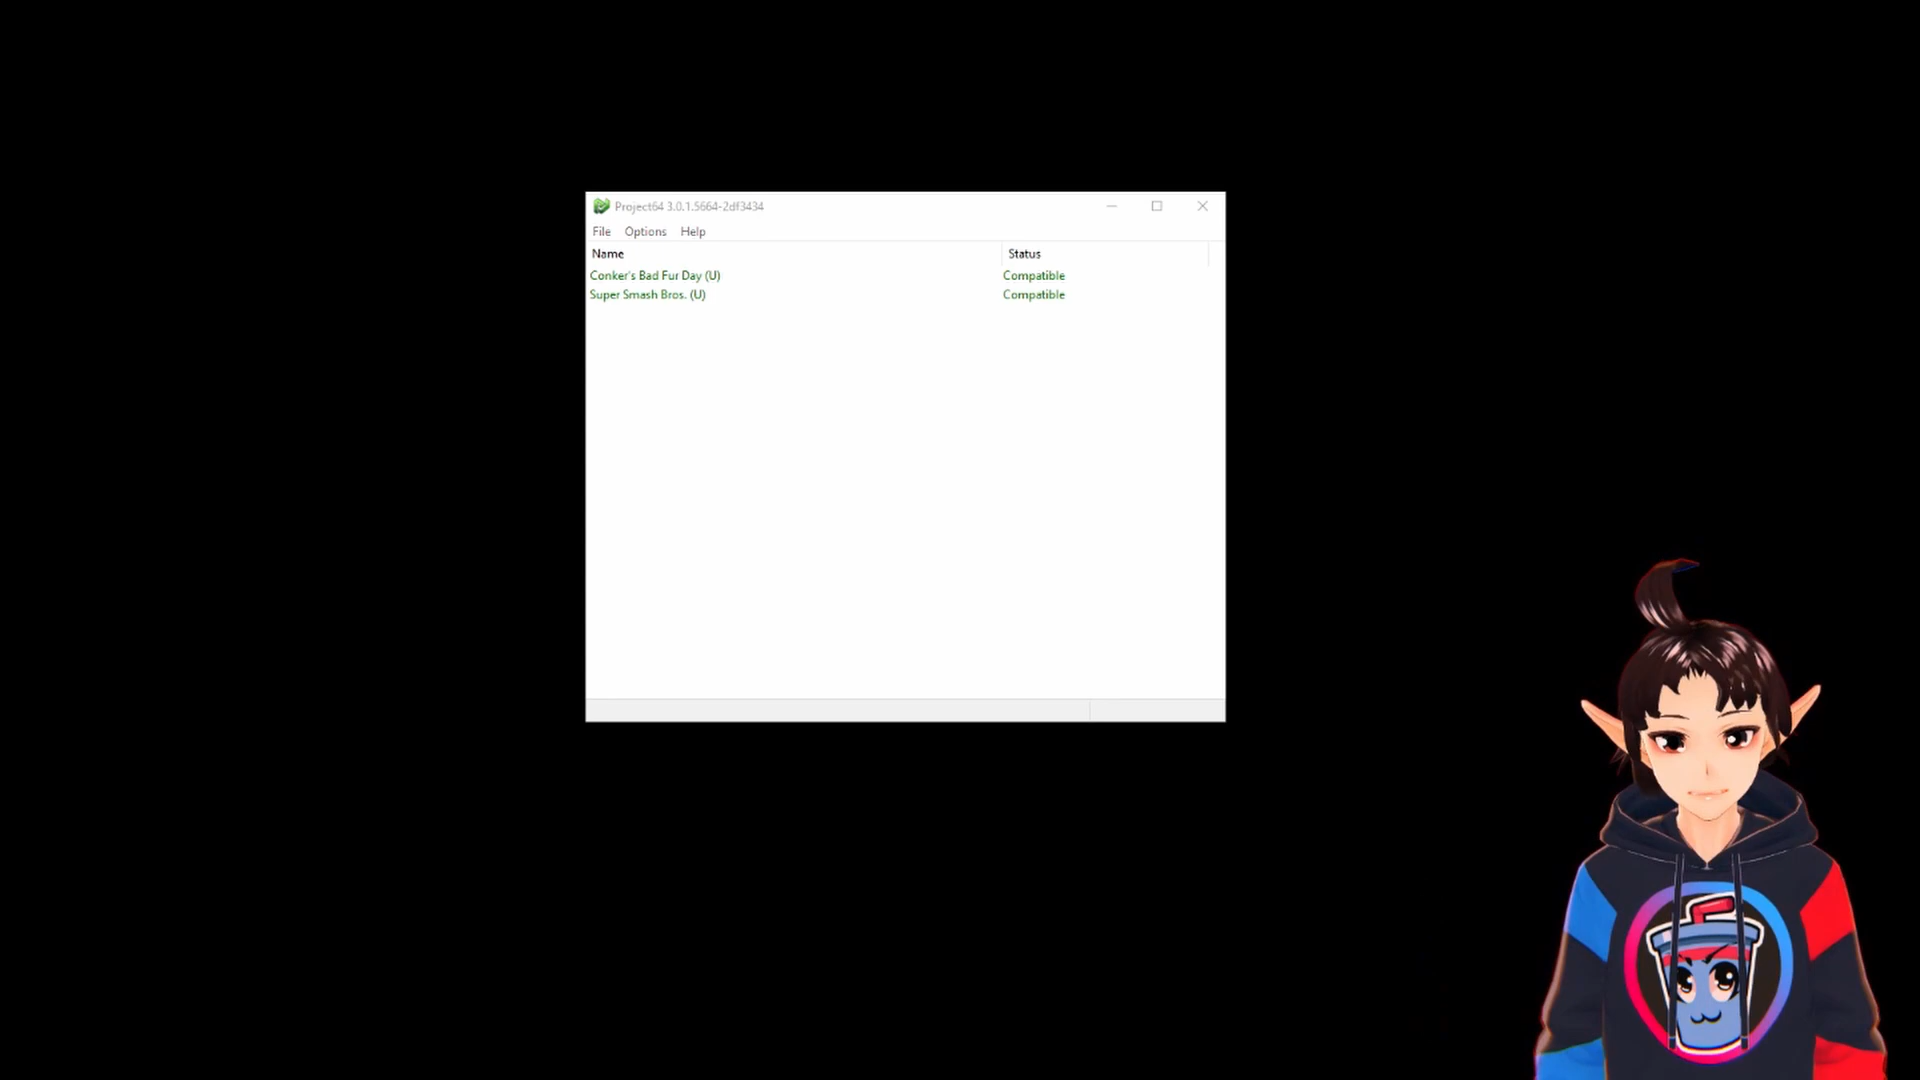 Project64 3.0.1.5664-2df3434
File Options Help
Name Status
Conker's Bad Fur Day (U) Compatible
Super Smash Bros. (U) Compatible